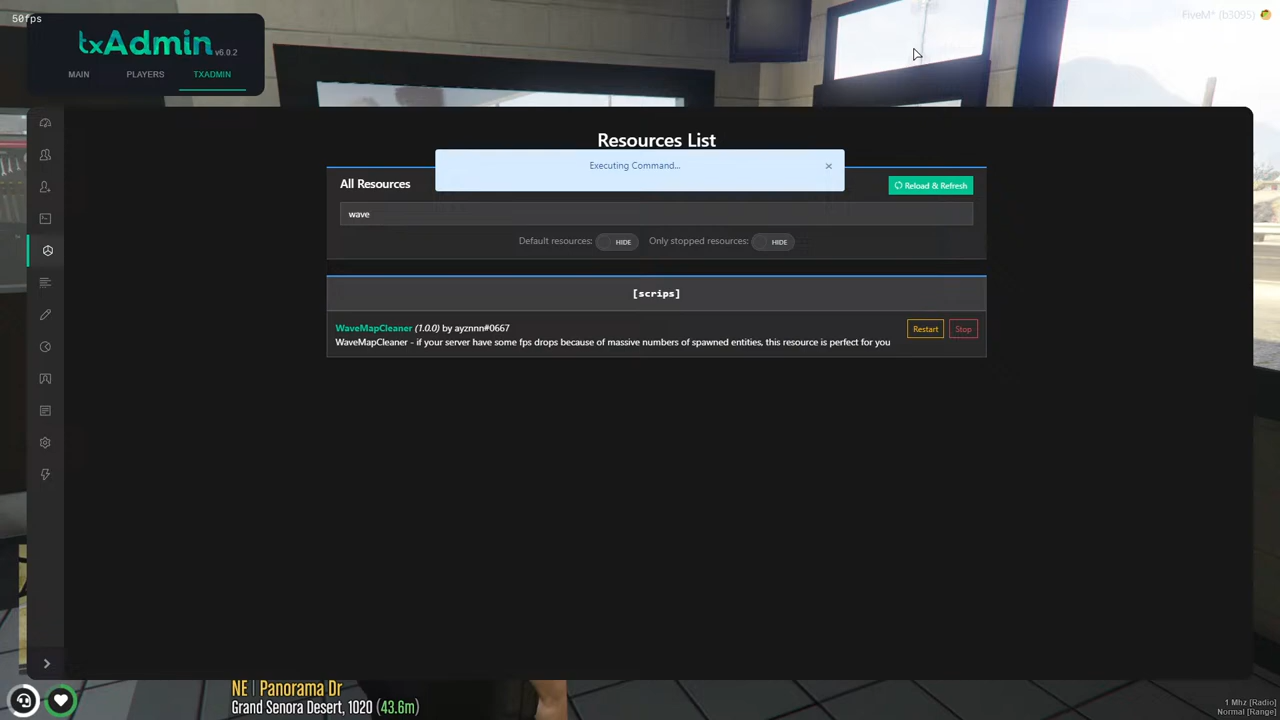 50fps
FiveM* (b3095)
txAdmin v6.0.2
MAIN PLAYERS TXADMIN
Resources List
Executing Command... ×
All Resources
Reload & Refresh
wave
Default resources: HIDE Only stopped resources: HIDE
[scrips]
WaveMapCleaner (1.0.0) by ayznnn#0667
Restart Stop
WaveMapCleaner - if your server have some fps drops because of massive numbers of spawned entities, this resource is perfect for you
NE | Panorama Dr
Grand Senora Desert, 1020 (43.6m)
1 Mhz [Radio]
Normal [Range]